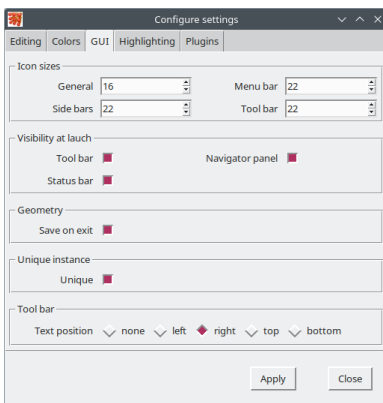 Configure settings
Editing Colors GUI Highlighting Plugins
Icon sizes
General 16 Menu bar 22
Side bars 22 Tool bar 22
Visibility at lauch
Tool bar Navigator panel
Status bar
Geometry
Save on exit
Unique instance
Unique
Tool bar
Text position none left right top bottom
Apply Close